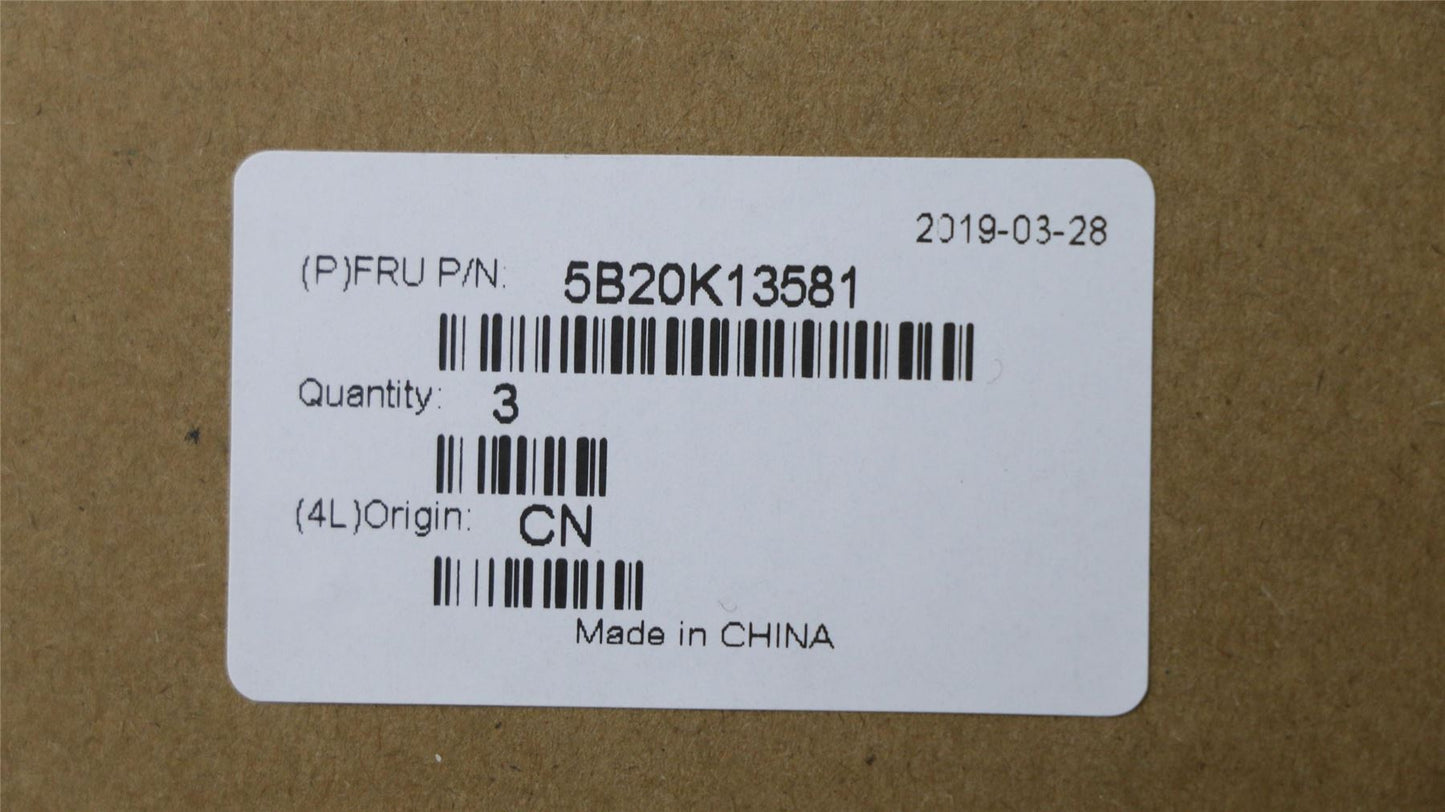 2019-03-28
(P)FRU P/N: 5B20K13581
Quantity: 3
(4L)Origin: CN
Made in CHINA